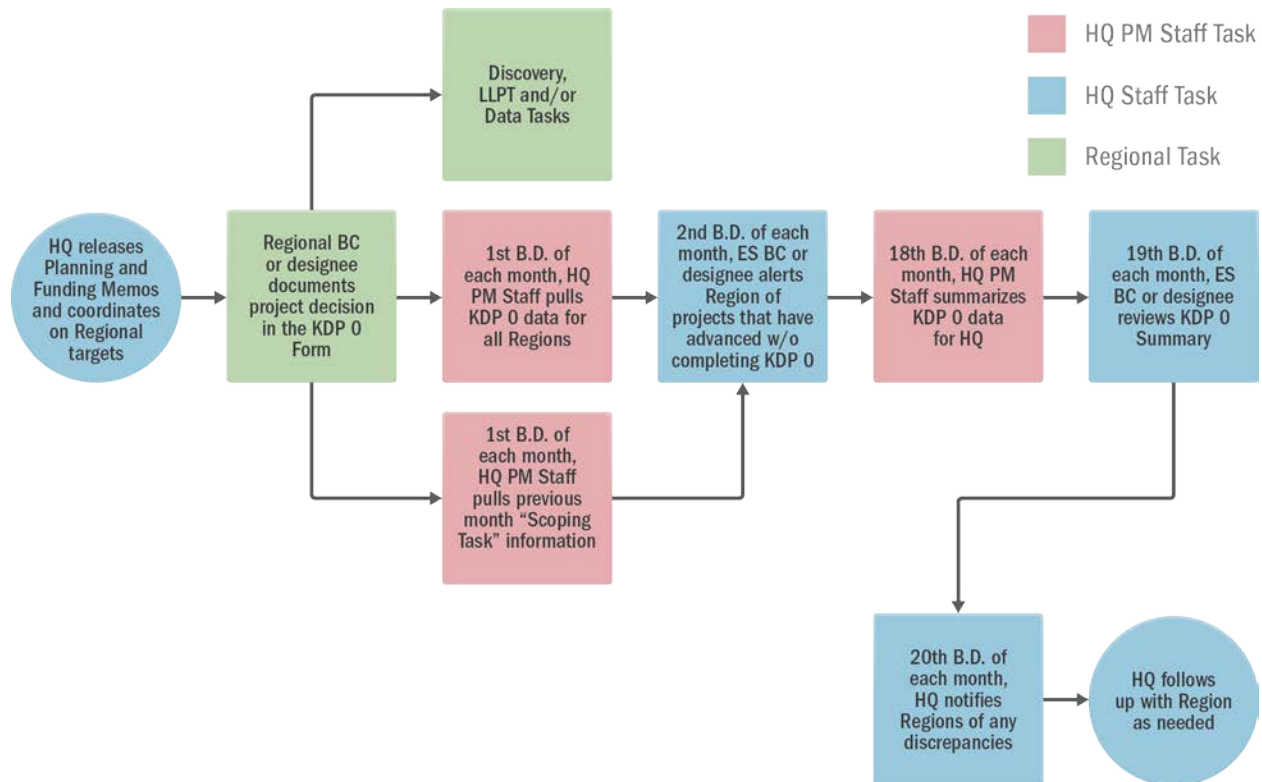 HQ PM Staff Task
HQ Staff Task
Regional Task
Discovery,
LLPT and/or
Data Tasks
HQ releases
Planning and
Funding Memos
and coordinates
on Regional
targets
Regional BC
or designee
documents
project decision
in the KDP 0
Form
1st B.D. of
each month, HQ
PM Staff pulls
KDP 0 data for
all Regions
2nd B.D. of each
month, ES BC or
designee alerts
Region of
projects that have
advanced w/o
completing KDP 0
18th B.D. of each
month, HQ PM
Staff summarizes
KDP 0 data
for HQ
19th B.D. of
each month, ES
BC or designee
reviews KDP 0
Summary
1st B.D. of
each month,
HQ PM Staff
pulls previous
month “Scoping
Task” information
20th B.D. of
each month,
HQ notifies
Regions of any
discrepancies
HQ follows
up with Region
as needed